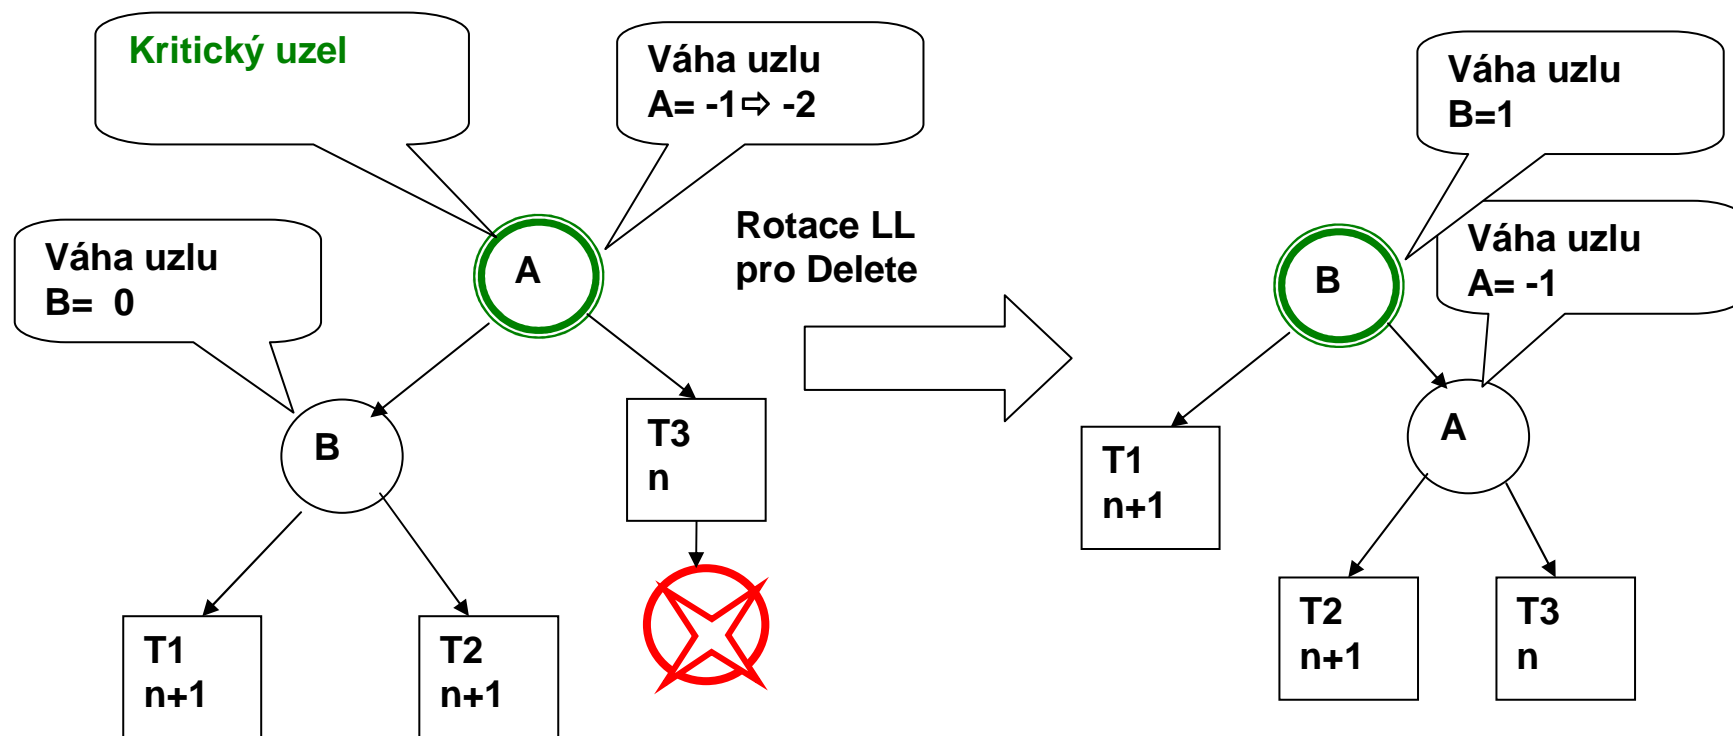 Kritický uzel
Váha uzlu
A= -1⇨ -2
Váha uzlu
B= 0
A
B
T3
n
T1
n+1
T2
n+1
Rotace LL
pro Delete
Váha uzlu
B=1
Váha uzlu
A= -1
B
A
T1
n+1
T2
n+1
T3
n